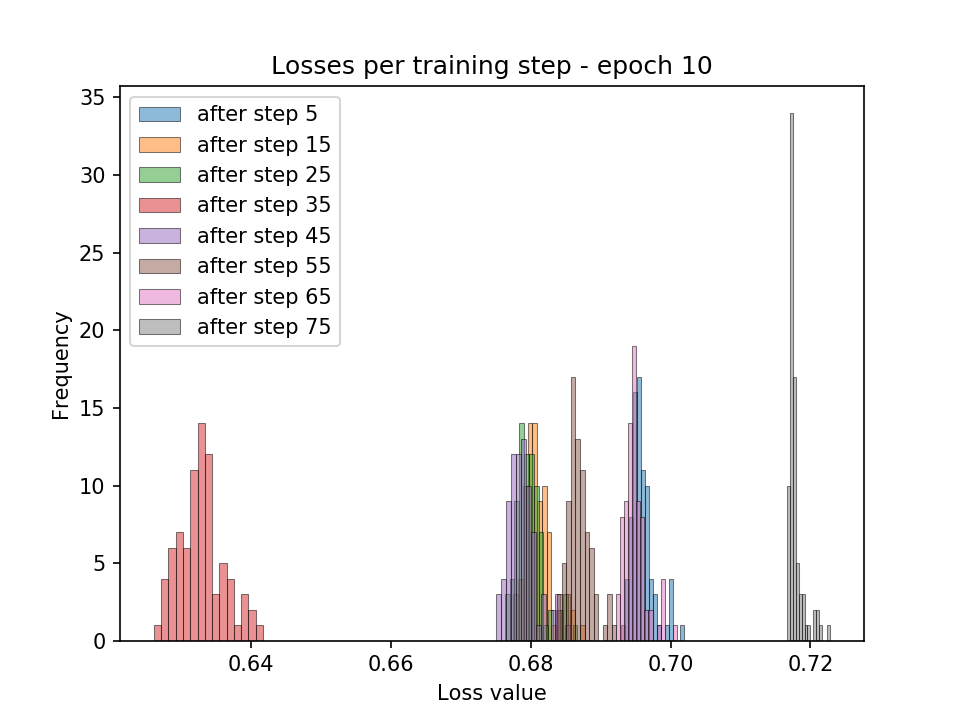 Losses per training step - epoch 10
35
30
25
20
15
10
5
0
Frequency
after step 5
after step 15
after step 25
after step 35
after step 45
after step 55
after step 65
after step 75
0.64
0.66
0.68
0.70
0.72
Loss value